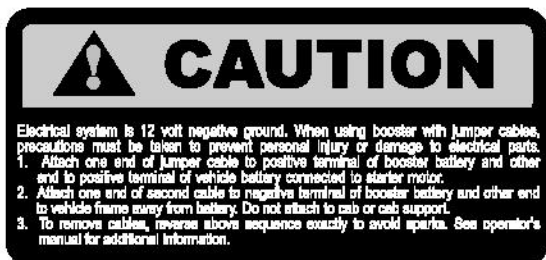 CAUTION
Electrical system is 12 volt negative ground. When using booster with jumper cables,
precautions must be taken to prevent personal injury or damage to electrical parts.
1. Attach one end of jumper cable to positive terminal of booster battery and other
end to positive terminal of vehicle battery connected to starter motor.
2. Attach one end of second cable to negative terminal of booster battery and other end
to vehicle frame away from battery. Do not attach to cab or cab support.
3. To remove cables, reverse above sequence exactly to avoid sparks. See operator's
manual for additional information.